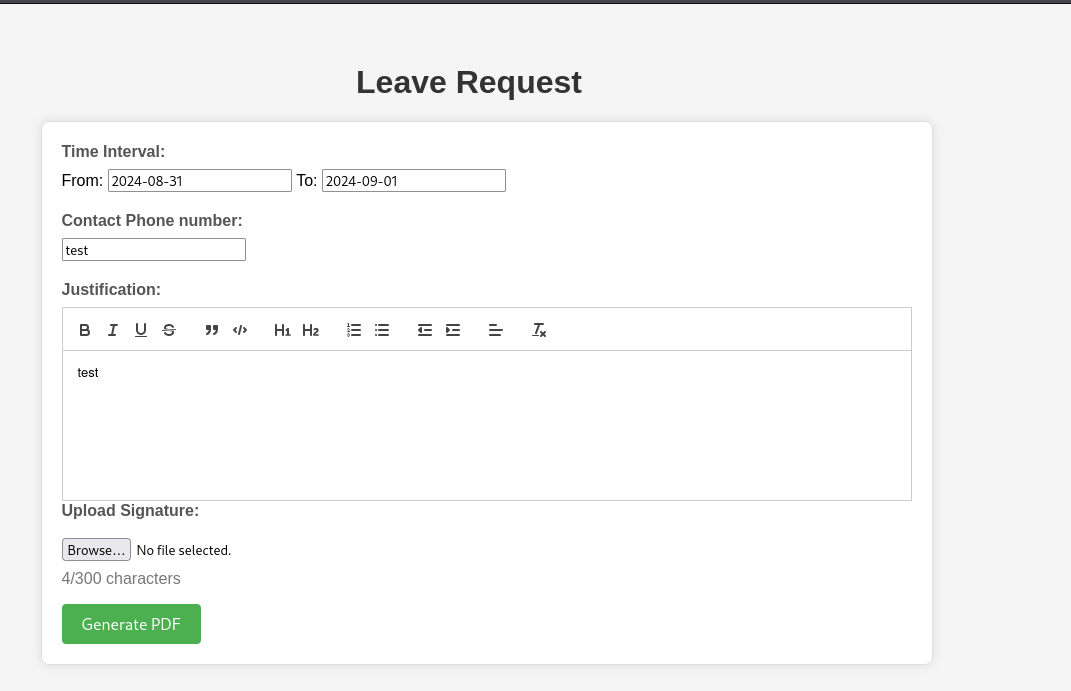 Leave Request
Time Interval:
From: 2024-08-31 To: 2024-09-01
Contact Phone number:
test
Justification:
B I U S H1 H2
test
Upload Signature:
Browse... No file selected.
4/300 characters
Generate PDF